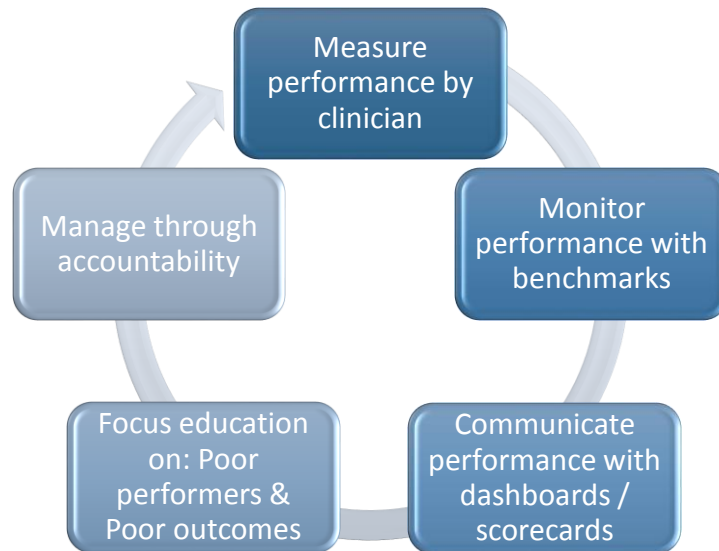 Measure
performance by
clinician
Monitor
performance with
benchmarks
Communicate
performance with
dashboards /
scorecards
Focus education
on: Poor
performers &
Poor outcomes
Manage through
accountability